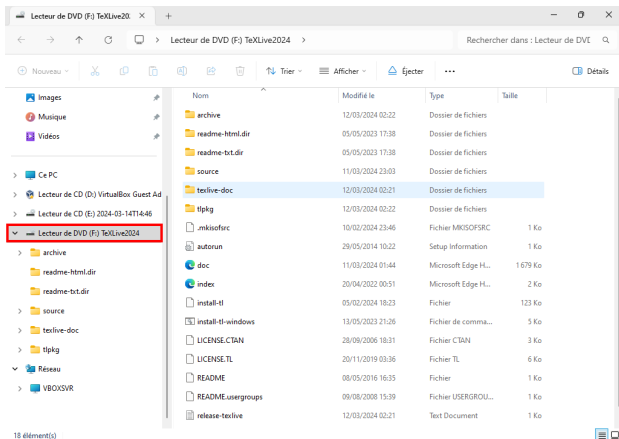 Lecteur de DVD (F:) TeXLive20:
Lecteur de DVD (F:) TeXLive2024
Rechercher dans : Lecteur de DVI
Nouveau
Trier
Afficher
Éjecter
Détails
Images
Musique
Vidéos
Ce PC
Lecteur de CD (D:) VirtualBox Guest Ad
Lecteur de CD (E:) 2024-03-14T14:46
Lecteur de DVD (F:) TeXLive2024
archive
readme-html.dir
readme-txt.dir
source
texlive-doc
tlpkg
Réseau
VBOXSVR
Nom Modifié le Type Taille
archive 12/03/2024 02:22 Dossier de fichiers
readme-html.dir 05/05/2023 17:38 Dossier de fichiers
readme-txt.dir 05/05/2023 17:38 Dossier de fichiers
source 11/03/2024 23:03 Dossier de fichiers
texlive-doc 12/03/2024 02:21 Dossier de fichiers
tlpkg 12/03/2024 02:22 Dossier de fichiers
.mkisofsrc 10/02/2024 23:46 Fichier MKISOFSRC 1 Ko
autorun 29/05/2014 10:22 Setup Information 1 Ko
doc 11/03/2024 01:44 Microsoft Edge H... 1 679 Ko
index 20/04/2022 00:51 Microsoft Edge H... 2 Ko
install-tl 05/02/2024 18:23 Fichier 123 Ko
install-tl-windows 13/05/2023 21:26 Fichier de comma... 5 Ko
LICENSE.CTAN 28/09/2006 18:31 Fichier CTAN 3 Ko
LICENSE.TL 20/11/2019 03:36 Fichier TL 6 Ko
README 08/05/2016 16:35 Fichier 1 Ko
README.usergroups 09/08/2008 15:39 Fichier USERGROU... 1 Ko
release-texlive 12/03/2024 02:21 Text Document 1 Ko
18 élément(s)